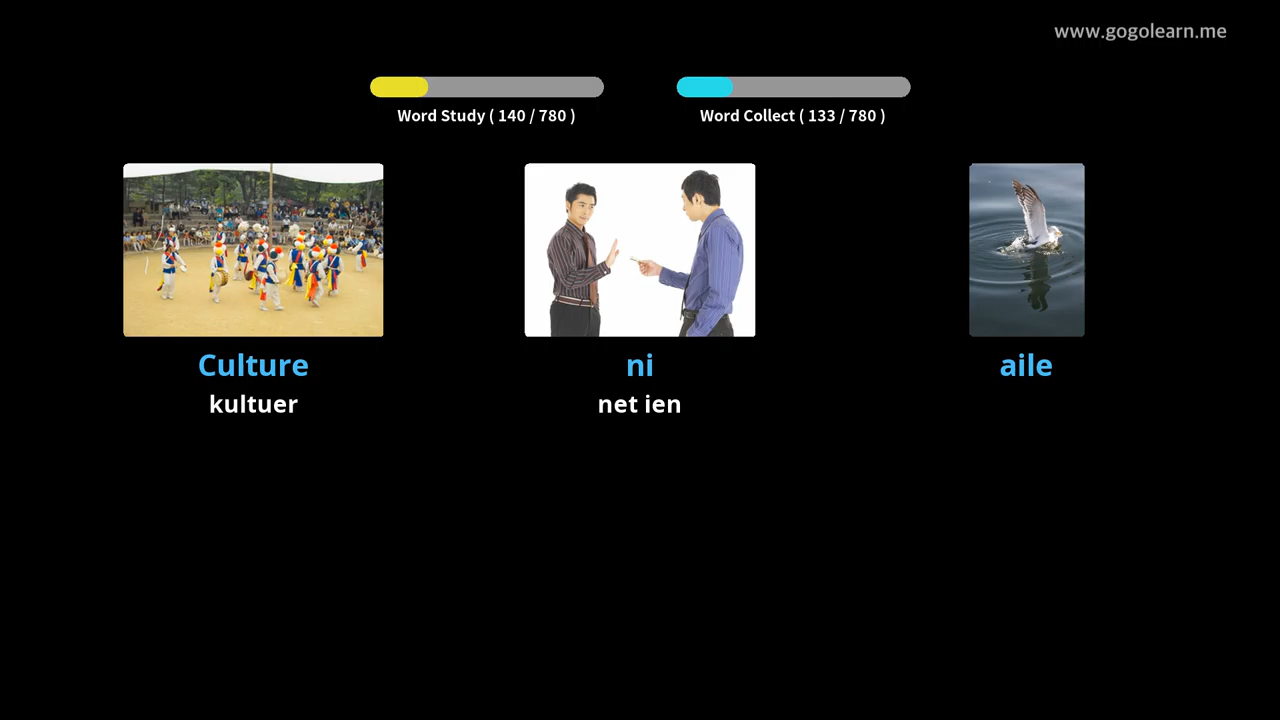 www.gogolearn.me
Word Study ( 140 / 780 )
Word Collect ( 133 / 780 )
Culture
kultuer
ni
net ien
aile